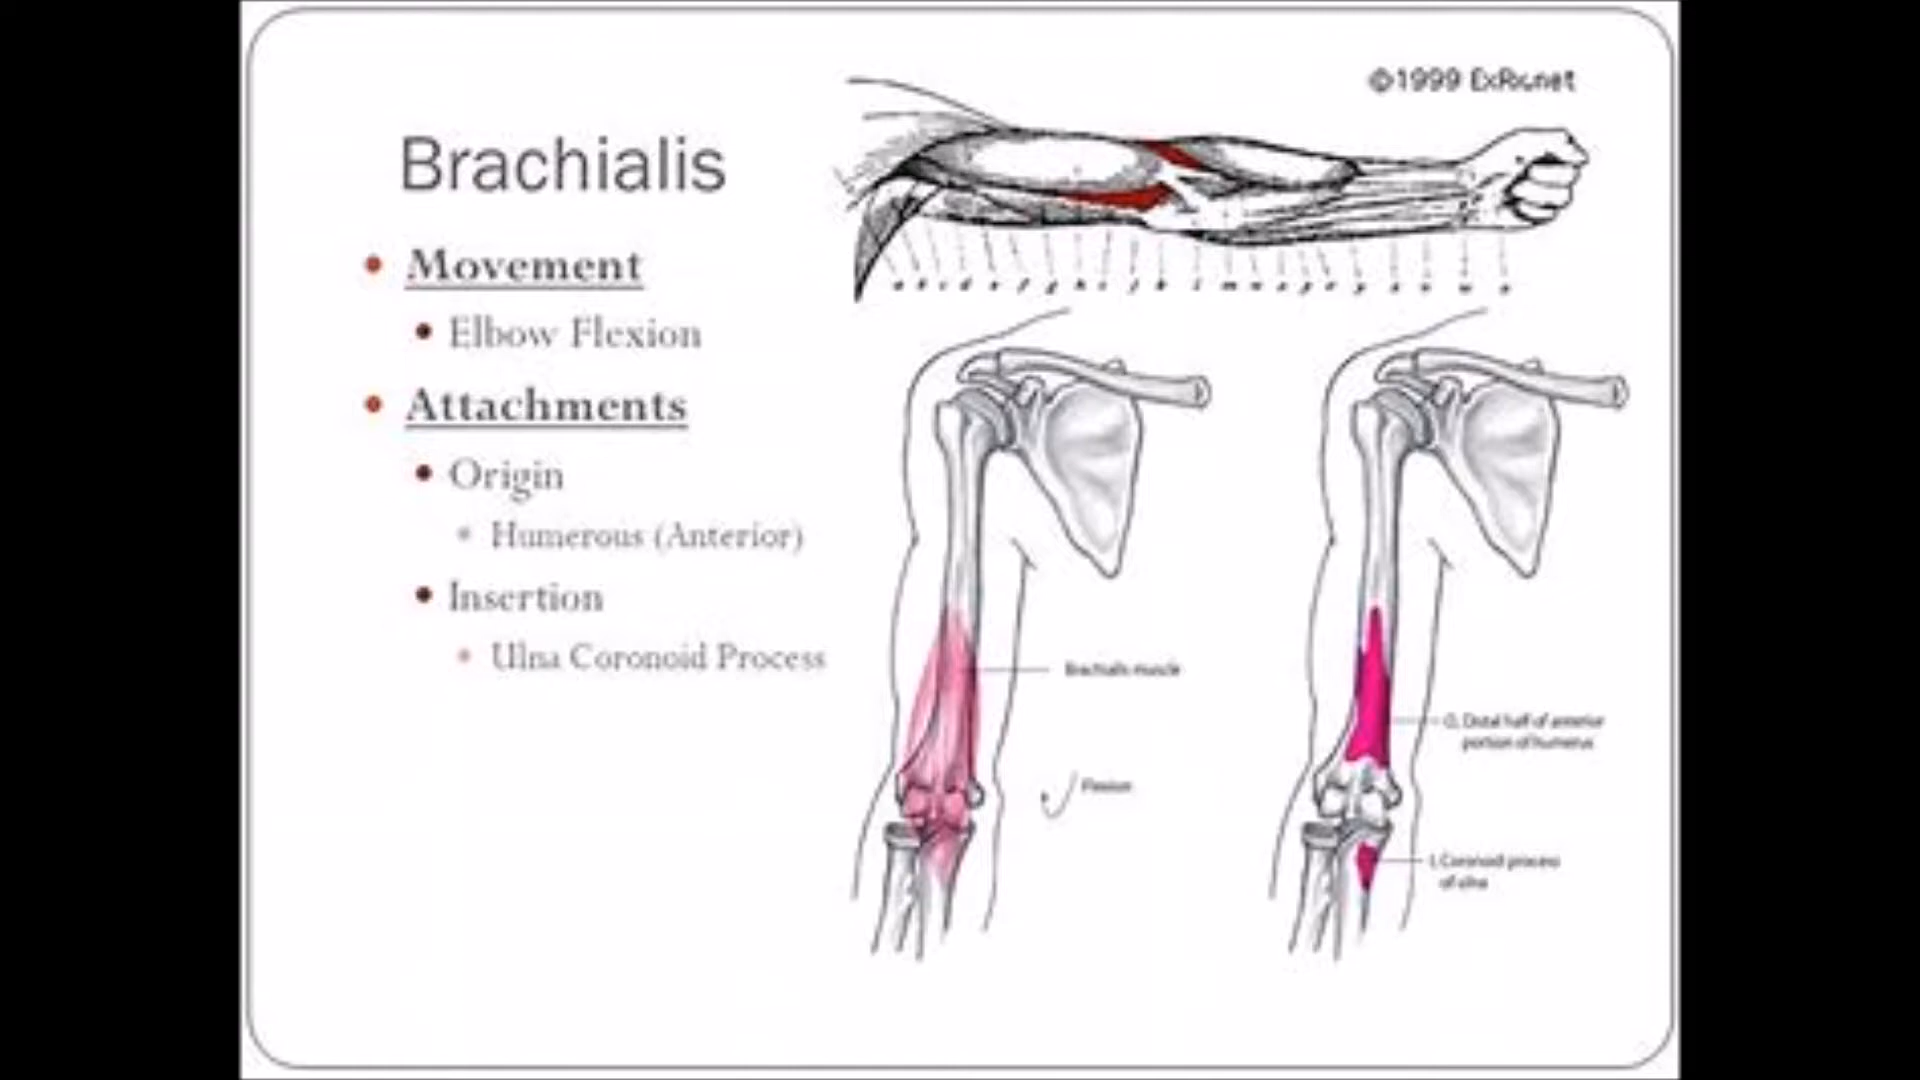 ©1999 ExRx.net
Brachialis
Movement
Elbow Flexion
Attachments
Origin
Humerous (Anterior)
Insertion
Ulna Coronoid Process
Brachialis muscle
Flexion
O, Distal half of anterior
portion of humerus
I, Coronoid process
of ulna